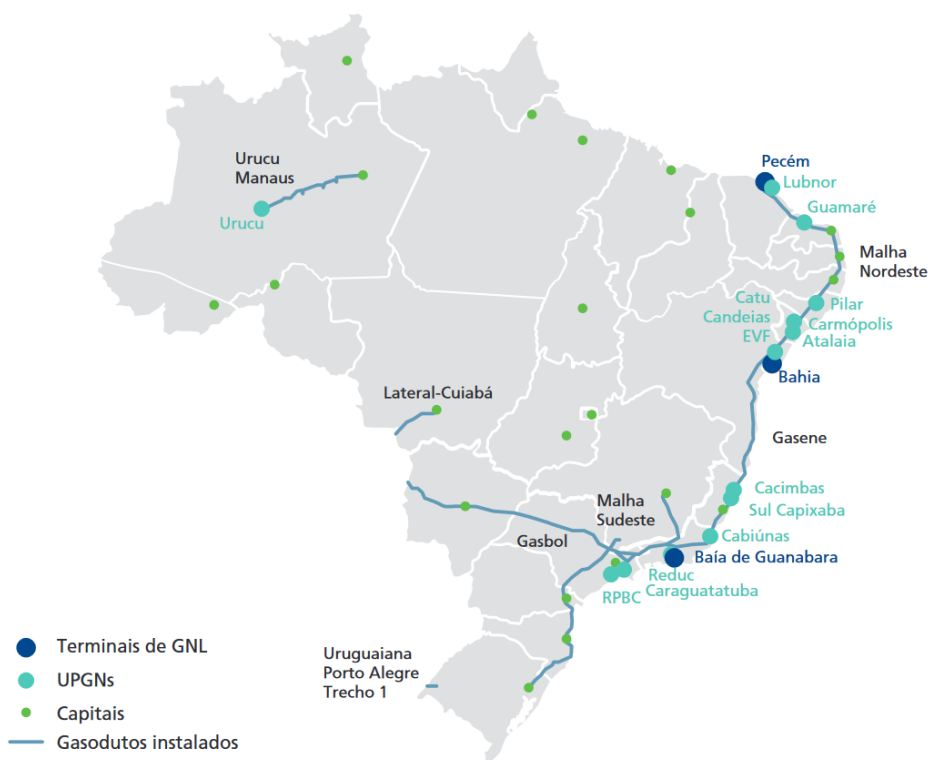 Urucu
Manaus
Urucu
Pecém
Lubnor
Guamaré
Malha
Nordeste
Catu
Candeias
EVF
Pilar
Carmópolis
Atalaia
Bahia
Lateral-Cuiabá
Gasene
Cacimbas
Sul Capixaba
Malha
Sudeste
Gasbol
Cabiúnas
Baía de Guanabara
Reduc
RPBC
Caraguatatuba
Uruguaiana
Porto Alegre
Trecho 1
Terminais de GNL
UPGNs
Capitais
Gasodutos instalados